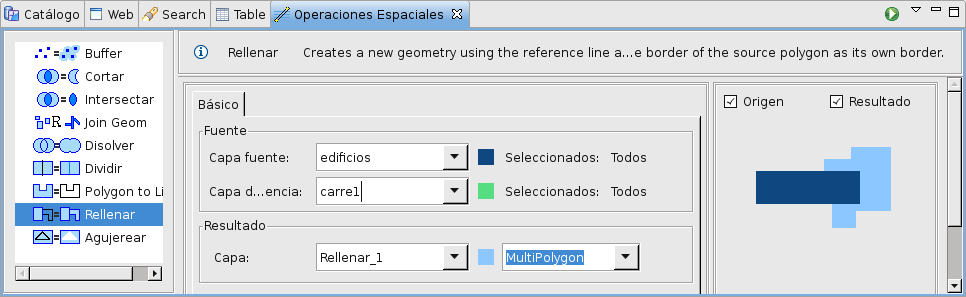 Catálogo Web Search Table Operaciones Espaciales
Buffer
Cortar
Intersectar
Join Geom
Disolver
Dividir
Polygon to Li
Rellenar
Agujerear
Rellenar Creates a new geometry using the reference line a...e border of the source polygon as its own border.
Básico
Fuente
Capa fuente: edificios Seleccionados: Todos
Capa d...encia: carre1 Seleccionados: Todos
Resultado
Capa: Rellenar_1 MultiPolygon
Origen Resultado